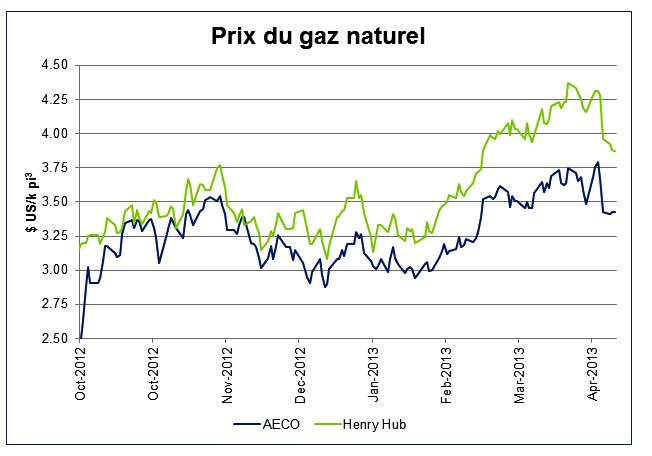 Prix du gaz naturel
$ US/k pi³
4.50
4.25
4.00
3.75
3.50
3.25
3.00
2.75
2.50
Oct-2012
Oct-2012
Nov-2012
Dec-2012
Jan-2013
Feb-2013
Mar-2013
Apr-2013
AECO
Henry Hub